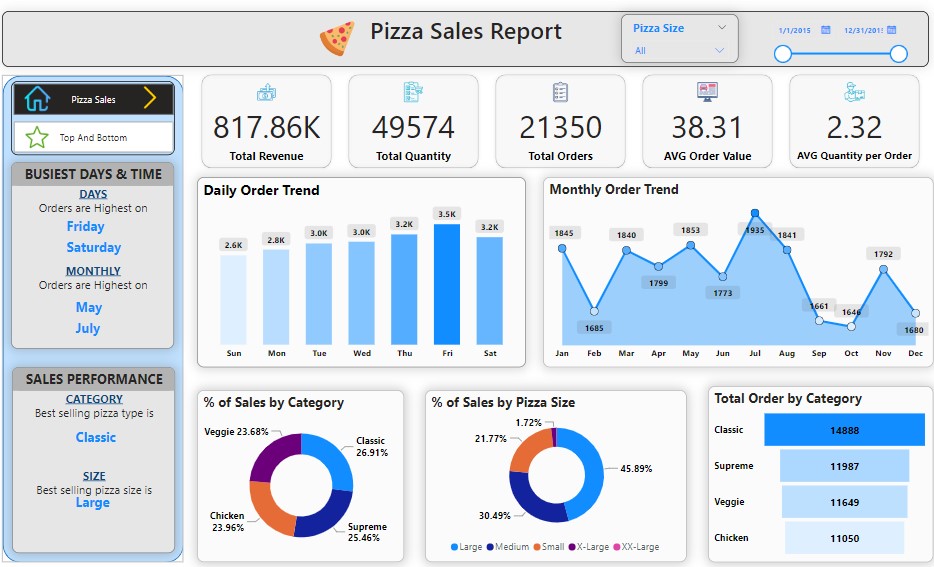 Pizza Sales Report
Pizza Size
All
1/1/2015
12/31/201
Pizza Sales
Top And Bottom
BUSIEST DAYS & TIME
DAYS
Orders are Highest on
Friday
Saturday
MONTHLY
Orders are Highest on
May
July
SALES PERFORMANCE
CATEGORY
Best selling pizza type is
Classic
SIZE
Best selling pizza size is
Large
817.86K
Total Revenue
49574
Total Quantity
21350
Total Orders
38.31
AVG Order Value
2.32
AVG Quantity per Order
Daily Order Trend
2.6K
2.8K
3.0K
3.0K
3.2K
3.5K
3.2K
Sun
Mon
Tue
Wed
Thu
Fri
Sat
Monthly Order Trend
1845
1685
1840
1799
1853
1773
1935
1841
1661
1646
1792
1680
Jan
Feb
Mar
Apr
May
Jun
Jul
Aug
Sep
Oct
Nov
Dec
% of Sales by Category
Veggie 23.68%
Classic
26.91%
Chicken
23.96%
Supreme
25.46%
% of Sales by Pizza Size
1.72%
21.77%
45.89%
30.49%
Large
Medium
Small
X-Large
XX-Large
Total Order by Category
Classic
14888
Supreme
11987
Veggie
11649
Chicken
11050